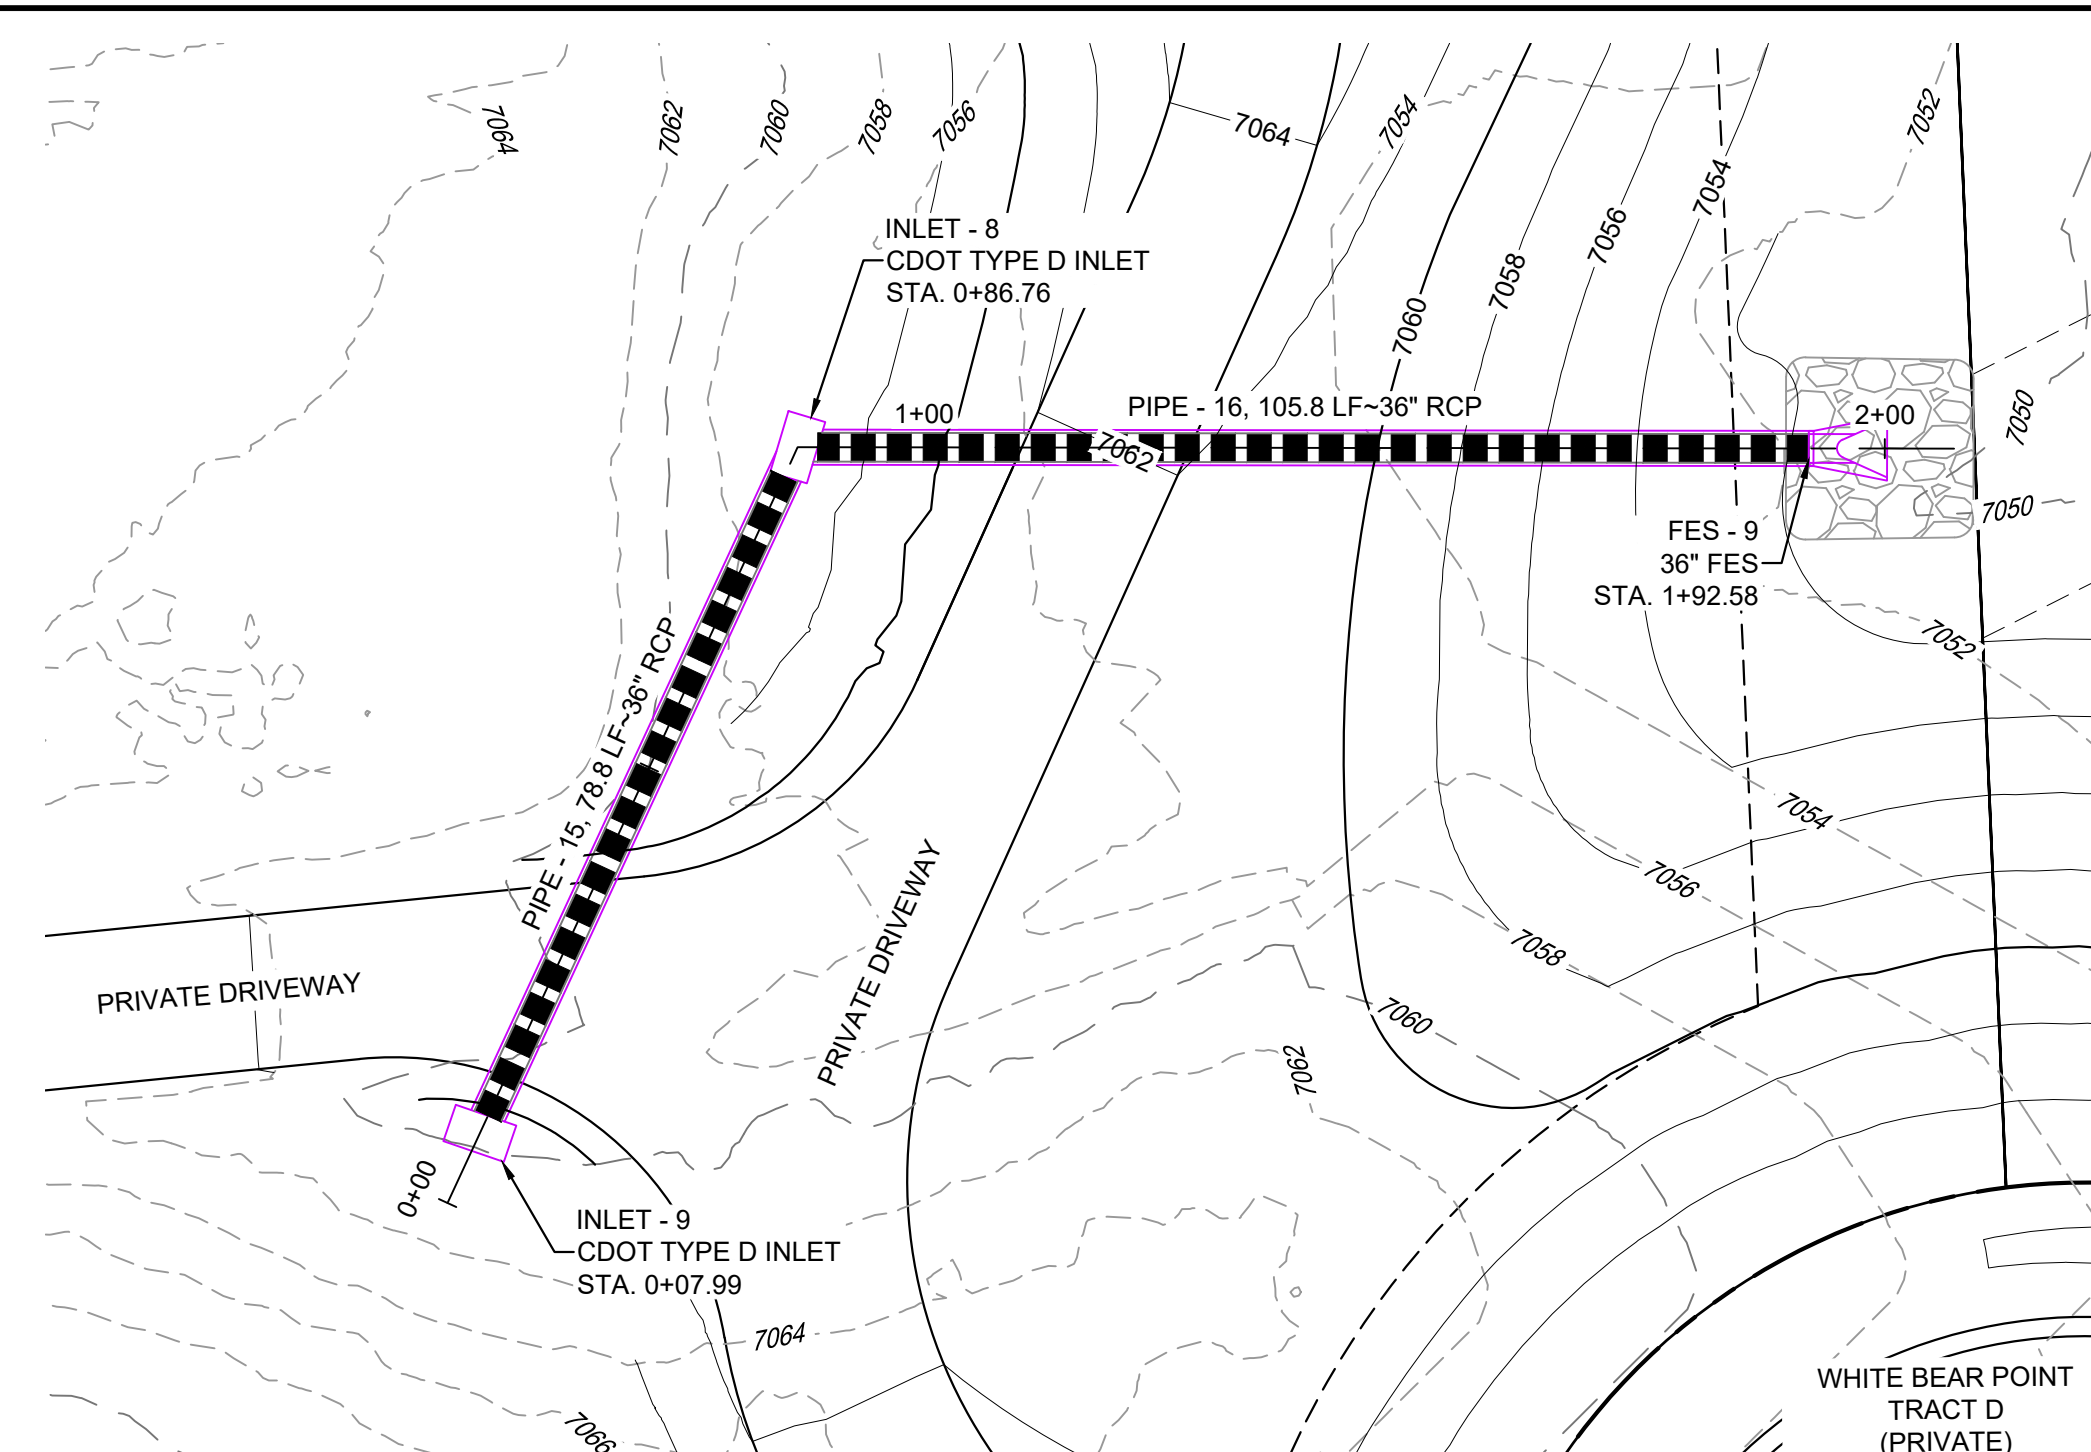 7064
7062
7060
7058
7056
7064
7054
7052
7054
INLET - 8
CDOT TYPE D INLET
STA. 0+86.76
7056
7058
7060
1+00
PIPE - 16, 105.8 LF~36" RCP
2+00
7050
7062
7050
FES - 9
36" FES
STA. 1+92.58
7052
PIPE - 15, 78.8 LF~36" RCP
7054
7056
7058
PRIVATE DRIVEWAY
PRIVATE DRIVEWAY
7060
7062
0+00
INLET - 9
CDOT TYPE D INLET
STA. 0+07.99
7064
7066
WHITE BEAR POINT
TRACT D
(PRIVATE)